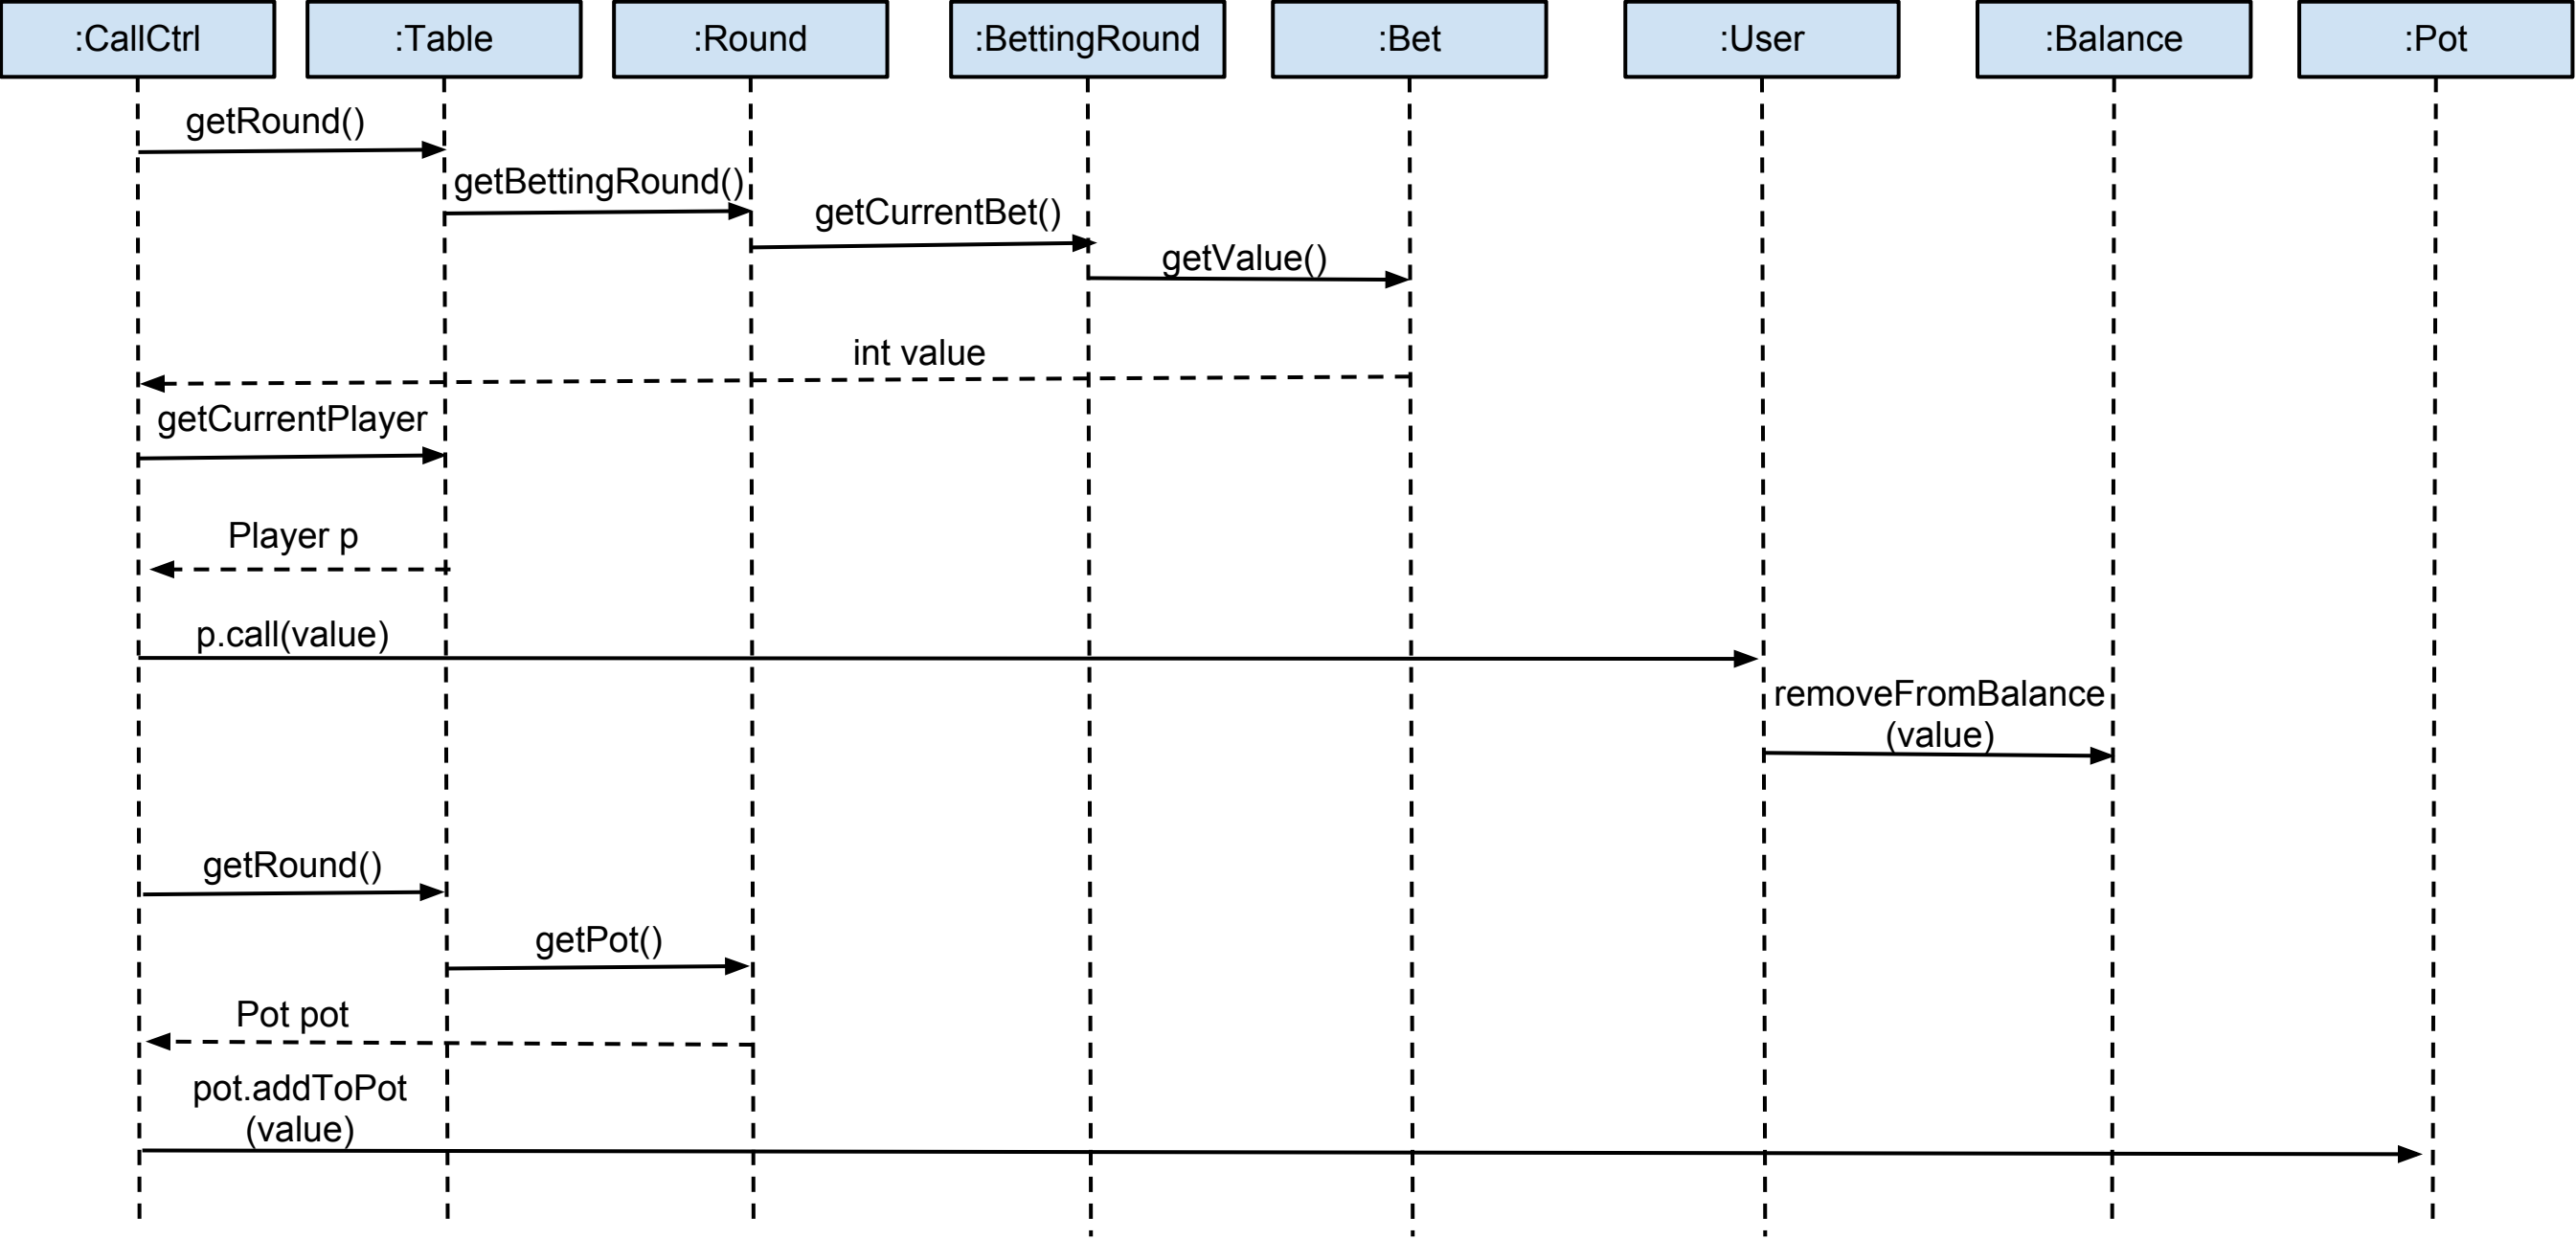 :CallCtrl
:Table
:Round
:BettingRound
:Bet
:User
:Balance
:Pot
getRound()
getBettingRound()
getCurrentBet()
getValue()
int value
getCurrentPlayer
Player p
p.call(value)
removeFromBalance
(value)
getRound()
getPot()
Pot pot
pot.addToPot
(value)